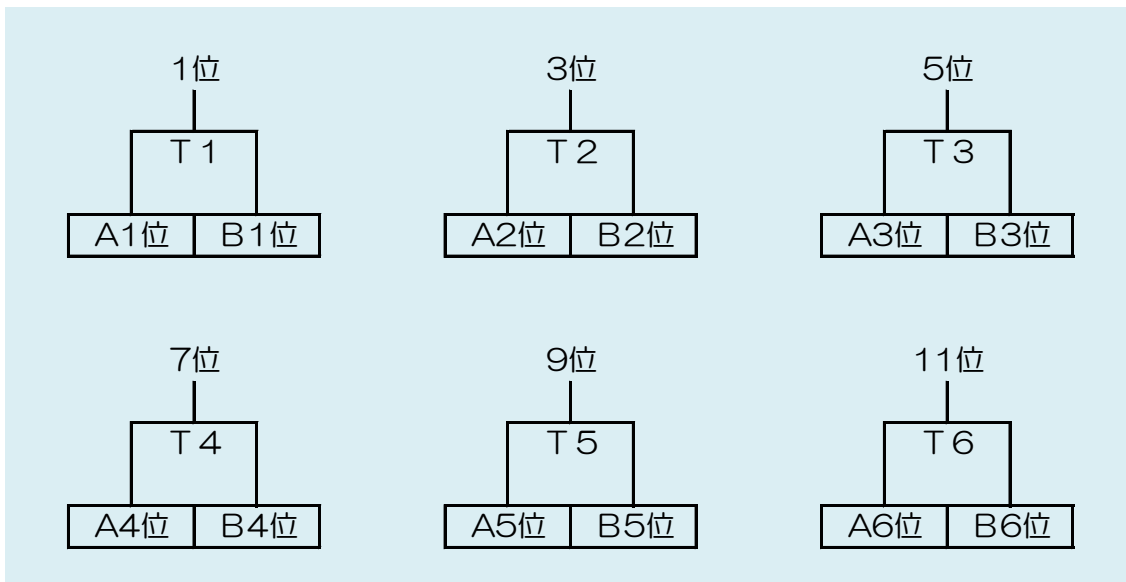 1位 3位 5位
T1 T2 T3
A1位 B1位 A2位 B2位 A3位 B3位
7位 9位 11位
T4 T5 T6
A4位 B4位 A5位 B5位 A6位 B6位